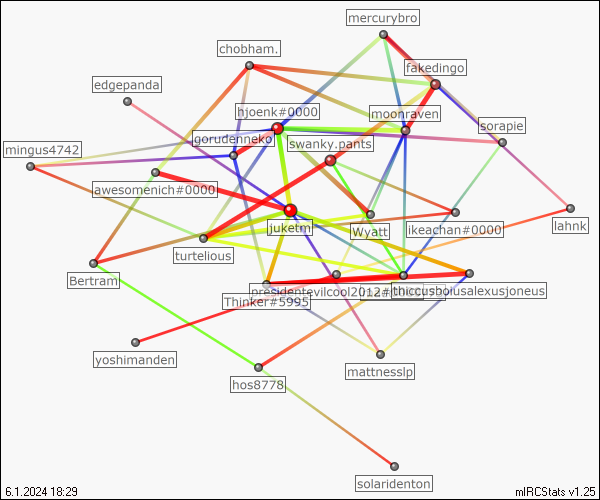 mercurybro
chobham.
fakedingo
edgepanda
hjoenk#0000
moonraven
sorapie
gorudenneko
swanky.pants
mingus4742
awesomenich#0000
lahnk
juketm
Wyatt
ikeachan#0000
turtelious
Bertram
presidentevilcool2012#
thiccusboiusalexusjoneus
Thinker#5995
yoshimanden
mattnesslp
hos8778
solaridenton
6.1.2024 18:29
mIRCStats v1.25